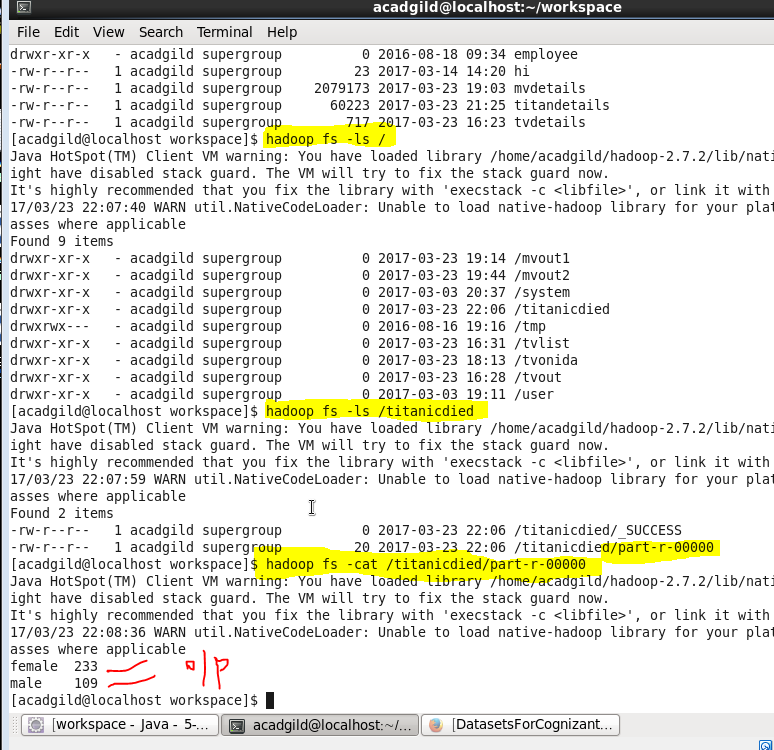 acadgild@localhost:~/workspace
File Edit View Search Terminal Help
drwxr-xr-x   - acadgild supergroup          0 2016-08-18 09:34 employee
-rw-r--r--   1 acadgild supergroup         23 2017-03-14 14:20 hi
-rw-r--r--   1 acadgild supergroup    2079173 2017-03-23 19:03 mvdetails
-rw-r--r--   1 acadgild supergroup      60223 2017-03-23 21:25 titandetails
-rw-r--r--   1 acadgild supergroup        717 2017-03-23 16:23 tvdetails
[acadgild@localhost workspace]$ hadoop fs -ls /
Java HotSpot(TM) Client VM warning: You have loaded library /home/acadgild/hadoop-2.7.2/lib/nati
ight have disabled stack guard. The VM will try to fix the stack guard now.
It's highly recommended that you fix the library with 'execstack -c <libfile>', or link it with
17/03/23 22:07:40 WARN util.NativeCodeLoader: Unable to load native-hadoop library for your plat
asses where applicable
Found 9 items
drwxr-xr-x   - acadgild supergroup          0 2017-03-23 19:14 /mvout1
drwxr-xr-x   - acadgild supergroup          0 2017-03-23 19:44 /mvout2
drwxr-xr-x   - acadgild supergroup          0 2017-03-03 20:37 /system
drwxr-xr-x   - acadgild supergroup          0 2017-03-23 22:06 /titanicdied
drwxrwx---   - acadgild supergroup          0 2016-08-16 19:16 /tmp
drwxr-xr-x   - acadgild supergroup          0 2017-03-23 16:31 /tvlist
drwxr-xr-x   - acadgild supergroup          0 2017-03-23 18:13 /tvonida
drwxr-xr-x   - acadgild supergroup          0 2017-03-23 16:28 /tvout
drwxr-xr-x   - acadgild supergroup          0 2017-03-03 19:11 /user
[acadgild@localhost workspace]$ hadoop fs -ls /titanicdied
Java HotSpot(TM) Client VM warning: You have loaded library /home/acadgild/hadoop-2.7.2/lib/nati
ight have disabled stack guard. The VM will try to fix the stack guard now.
It's highly recommended that you fix the library with 'execstack -c <libfile>', or link it with
17/03/23 22:07:59 WARN util.NativeCodeLoader: Unable to load native-hadoop library for your plat
asses where applicable
Found 2 items
-rw-r--r--   1 acadgild supergroup          0 2017-03-23 22:06 /titanicdied/_SUCCESS
-rw-r--r--   1 acadgild supergroup         20 2017-03-23 22:06 /titanicdied/part-r-00000
[acadgild@localhost workspace]$ hadoop fs -cat /titanicdied/part-r-00000
Java HotSpot(TM) Client VM warning: You have loaded library /home/acadgild/hadoop-2.7.2/lib/nati
ight have disabled stack guard. The VM will try to fix the stack guard now.
It's highly recommended that you fix the library with 'execstack -c <libfile>', or link it with
17/03/23 22:08:36 WARN util.NativeCodeLoader: Unable to load native-hadoop library for your plat
asses where applicable
female  233 o/p
male    109
[acadgild@localhost workspace]$
[workspace - Java - 5-... acadgild@localhost:~/... [DatasetsForCognizant...